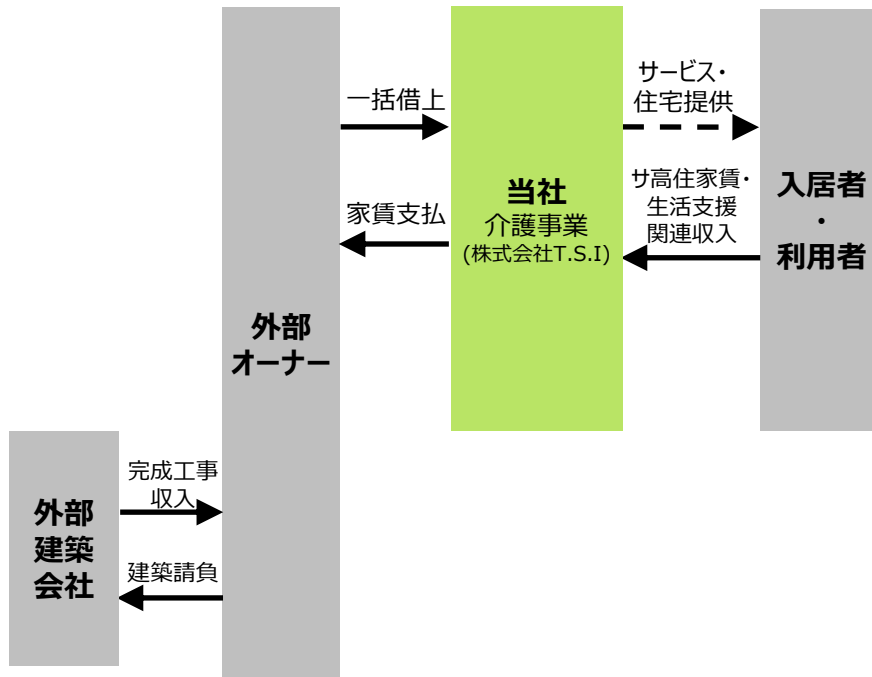 一括借上
家賃支払
サービス・
住宅提供
サ高住家賃・
生活支援
関連収入
当社
介護事業
(株式会社T.S.I)
入居者
・
利用者
外部
オーナー
完成工事
収入
建築請負
外部
建築
会社